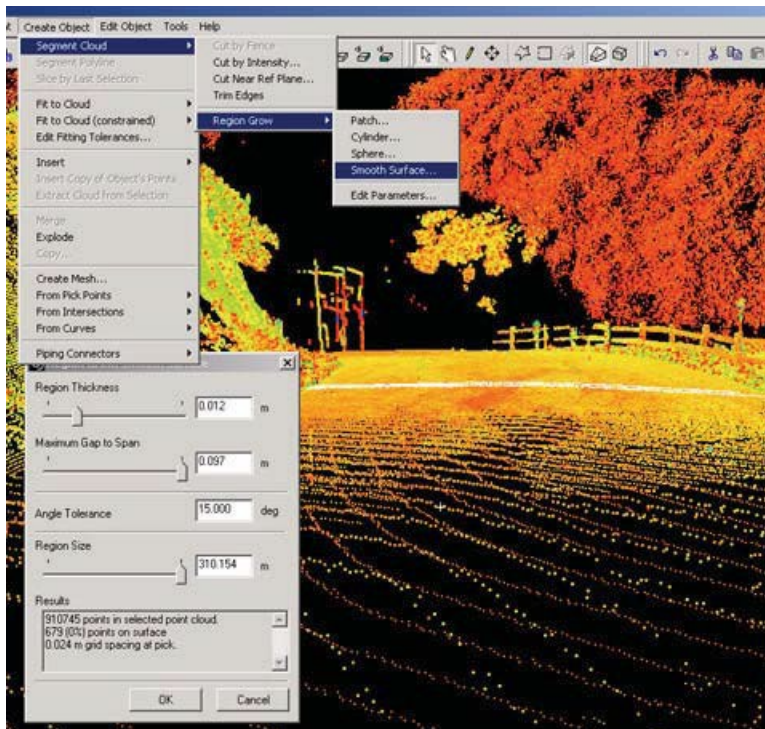 Create Object Edit Object Tools Help
Segment Cloud
Segment Polyline
Slice by Last Selection
Fit to Cloud
Fit to Cloud (constrained)
Edit Fitting Tolerances...
Insert
Insert Copy of Object's Points
Extract Cloud from Selection
Merge
Explode
Copy...
Create Mesh...
From Pick Points
From Intersections
From Curves
Piping Connectors
Cut by Fence
Cut by Intensity...
Cut Near Ref Plane...
Trim Edges
Region Grow
Patch...
Cylinder...
Sphere...
Smooth Surface...
Edit Parameters...
Region Thickness
0.012 m
Maximum Gap to Span
0.097 m
Angle Tolerance 15.000 deg
Region Size
310.154 m
Results
910745 points in selected point cloud.
679 (0%) points on surface
0.024 m grid spacing at pick.
OK Cancel